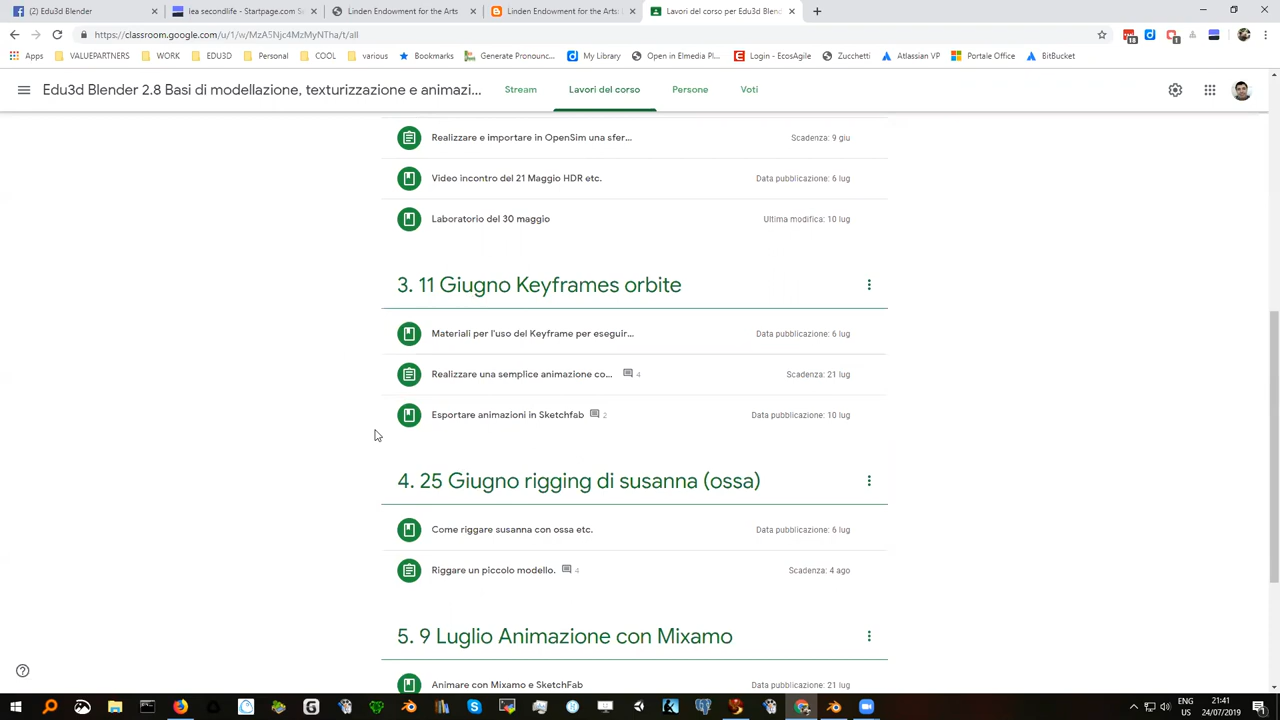 (2) Edu3d Blender
lea secondlife - Startpage.com S
Linden Endowment for the Arts
Linden Endowment for the Arts:
Lavori del corso per Edu3d Blend
https://classroom.google.com/u/1/w/MzA5Njc4MzMyNTha/t/all
Apps
VALUEPARTNERS
WORK
EDU3D
Personal
COOL
various
Bookmarks
Generate Pronounc...
My Library
Open in Elmedia Pl...
Login - EcosAgile
Zucchetti
Atlassian VP
Portale Office
BitBucket
Edu3d Blender 2.8 Basi di modellazione, texturizzazione e animazi...
Stream
Lavori del corso
Persone
Voti
Realizzare e importare in OpenSim una sfer...
Scadenza: 9 giu
Video incontro del 21 Maggio HDR etc.
Data pubblicazione: 6 lug
Laboratorio del 30 maggio
Ultima modifica: 10 lug
3. 11 Giugno Keyframes orbite
Materiali per l'uso del Keyframe per eseguir...
Data pubblicazione: 6 lug
Realizzare una semplice animazione co...
4
Scadenza: 21 lug
Esportare animazioni in Sketchfab
2
Data pubblicazione: 10 lug
4. 25 Giugno rigging di susanna (ossa)
Come riggare susanna con ossa etc.
Data pubblicazione: 6 lug
Riggare un piccolo modello.
4
Scadenza: 4 ago
5. 9 Luglio Animazione con Mixamo
Animare con Mixamo e SketchFab
Data pubblicazione: 21 lug
ENG
US
21:41
24/07/2019